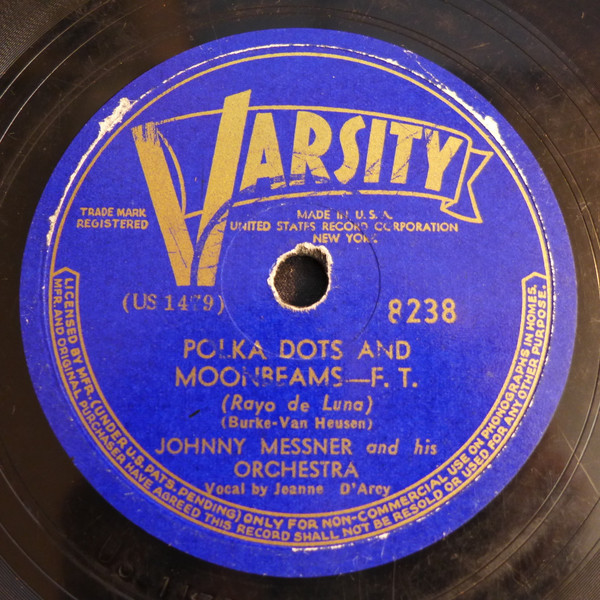 VARSITY
TRADE MARK
REGISTERED
MADE IN U.S.A.
UNITED STATES RECORD CORPORATION
NEW YORK
(US 1479)
8238
POLKA DOTS AND
MOONBEAMS—F. T.
(Rayo de Luna)
(Burke-Van Heusen)
JOHNNY MESSNER and his
ORCHESTRA
Vocal by Jeanne D'Arcy
LICENSED BY MFR. (UNDER U.S. PATS. PENDING) ONLY FOR NON-COMMERCIAL USE ON PHONOGRAPHS IN HOMES.
MFR. AND ORIGINAL PURCHASER HAVE AGREED THIS RECORD SHALL NOT BE RESOLD OR USED FOR ANY OTHER PURPOSE.